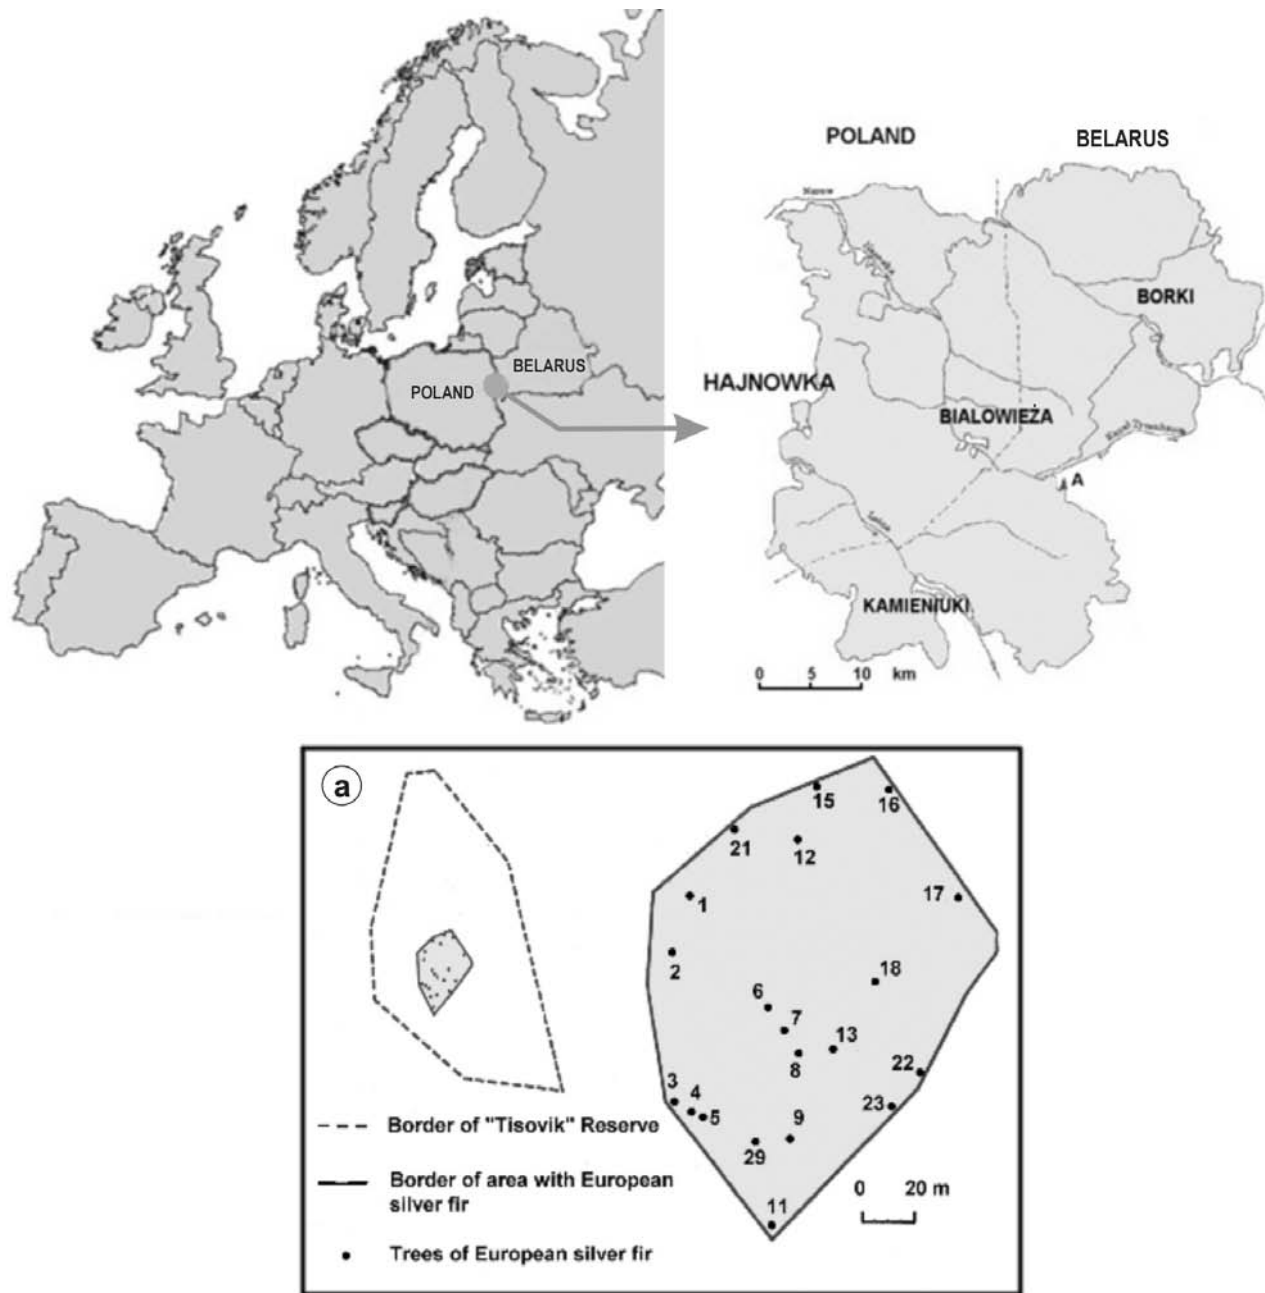 POLAND
BELARUS
POLAND
BELARUS
Narew
BORKI
HAJNOWKA
BIALOWIEŻA
A
KAMIENIUKI
0 5 10 km
a
15
16
21
12
1
17
2
18
6
7
13
8
22
3
4
5
23
9
29
11
0 20 m
Border of "Tisovik" Reserve
Border of area with European
silver fir
Trees of European silver fir